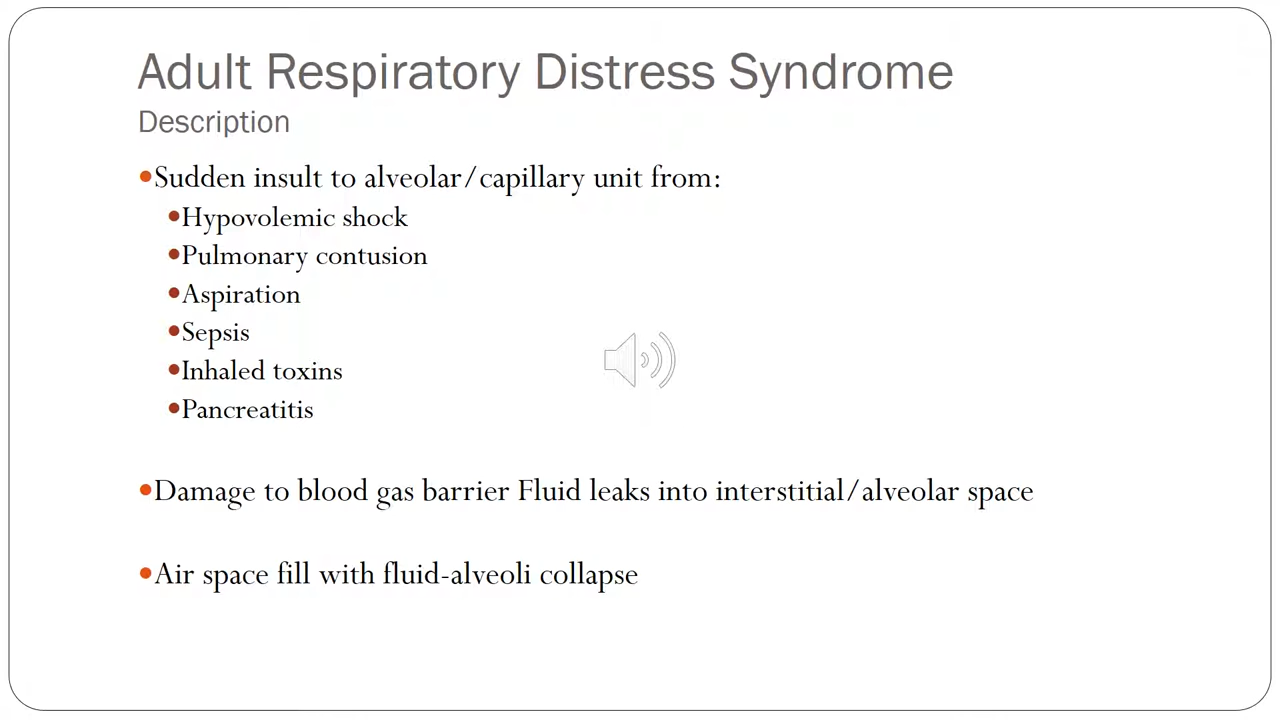 Adult Respiratory Distress Syndrome
Description
•Sudden insult to alveolar/capillary unit from:
•Hypovolemic shock
•Pulmonary contusion
•Aspiration
•Sepsis
•Inhaled toxins
•Pancreatitis
•Damage to blood gas barrier Fluid leaks into interstitial/alveolar space
•Air space fill with fluid-alveoli collapse